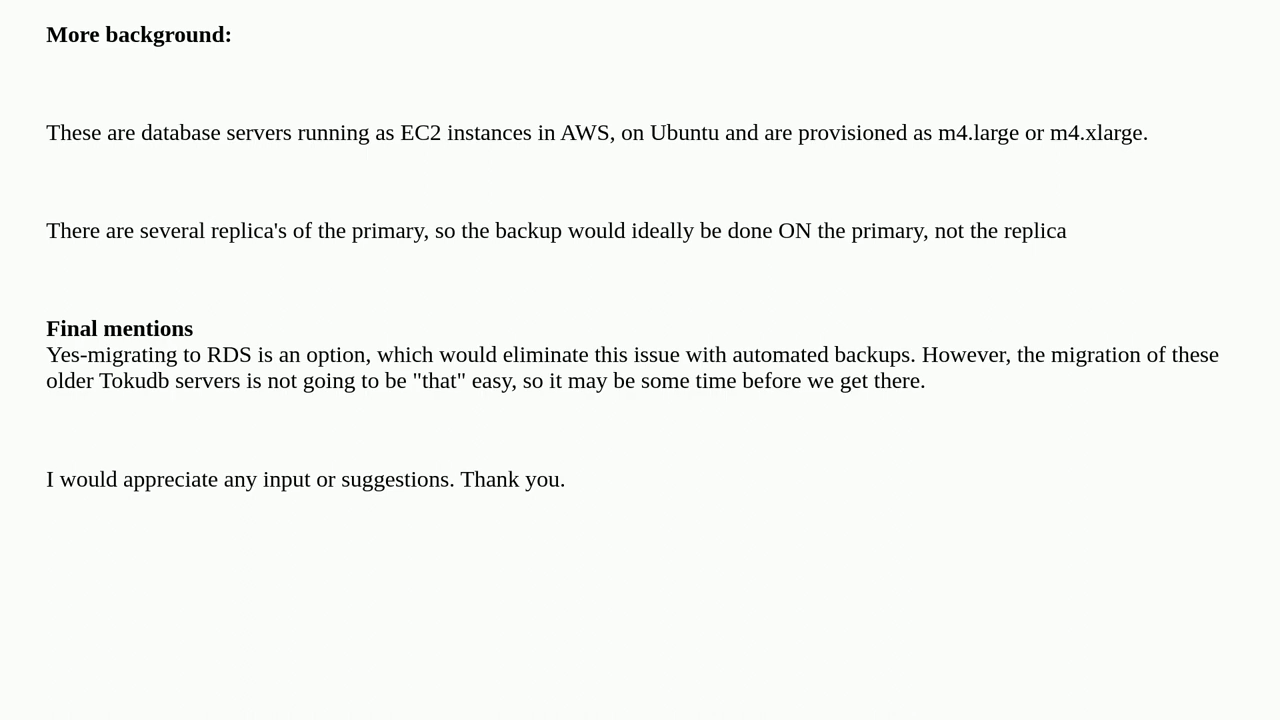 More background:
These are database servers running as EC2 instances in AWS, on Ubuntu and are provisioned as m4.large or m4.xlarge.
There are several replica's of the primary, so the backup would ideally be done ON the primary, not the replica
Final mentions
Yes-migrating to RDS is an option, which would eliminate this issue with automated backups. However, the migration of these
older Tokudb servers is not going to be "that" easy, so it may be some time before we get there.
I would appreciate any input or suggestions. Thank you.